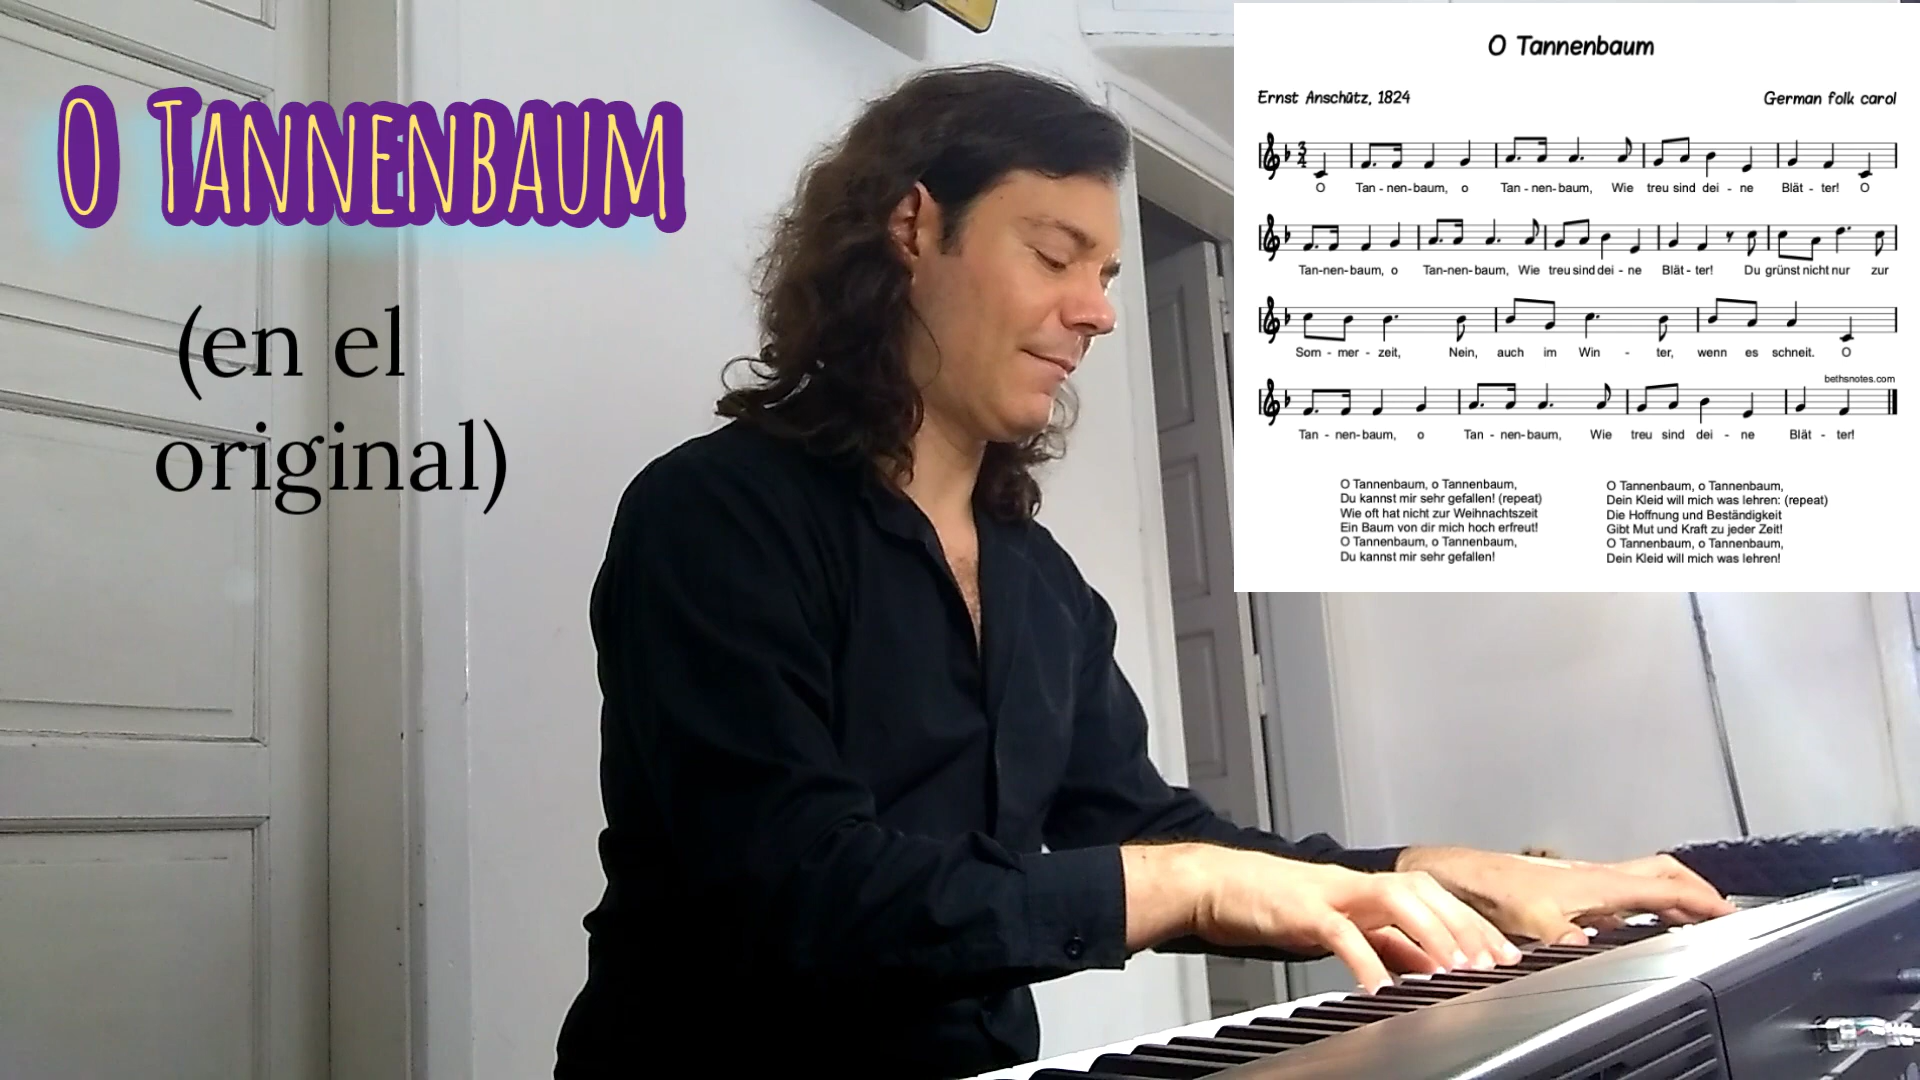 O TANNENBAUM
(en el
original)
O Tannenbaum
Ernst Anschütz, 1824
German folk carol
3
4
O Tan - nen - baum, o Tan - nen - baum, Wie treu sind dei - ne Blät - ter! O
Tan - nen - baum, o Tan - nen - baum, Wie treu sind dei - ne Blät - ter! Du grünst nicht nur zur
Som - mer - zeit, Nein, auch im Win - ter, wenn es schneit. O
bethsnotes.com
Tan - nen - baum, o Tan - nen - baum, Wie treu sind dei - ne Blät - ter!
O Tannenbaum, o Tannenbaum,
Du kannst mir sehr gefallen! (repeat)
Wie oft hat nicht zur Weihnachtszeit
Ein Baum von dir mich hoch erfreut!
O Tannenbaum, o Tannenbaum,
Du kannst mir sehr gefallen!
O Tannenbaum, o Tannenbaum,
Dein Kleid will mich was lehren: (repeat)
Die Hoffnung und Beständigkeit
Gibt Mut und Kraft zu jeder Zeit!
O Tannenbaum, o Tannenbaum,
Dein Kleid will mich was lehren!